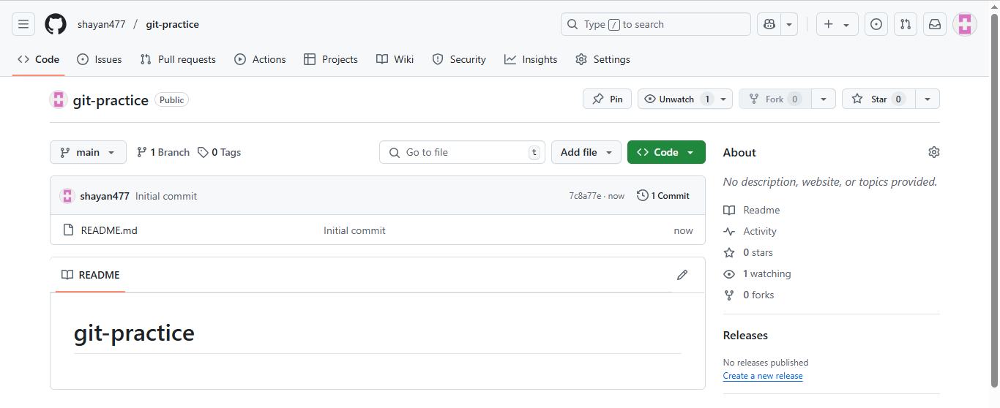 shayan477 / git-practice
Type / to search
Code
Issues
Pull requests
Actions
Projects
Wiki
Security
Insights
Settings
git-practice Public
Pin
Unwatch 1
Fork 0
Star 0
main
1 Branch
0 Tags
Go to file t
Add file
Code
shayan477 Initial commit 7c8a77e · now 1 Commit
README.md Initial commit now
README
git-practice
About
No description, website, or topics provided.
Readme
Activity
0 stars
1 watching
0 forks
Releases
No releases published
Create a new release